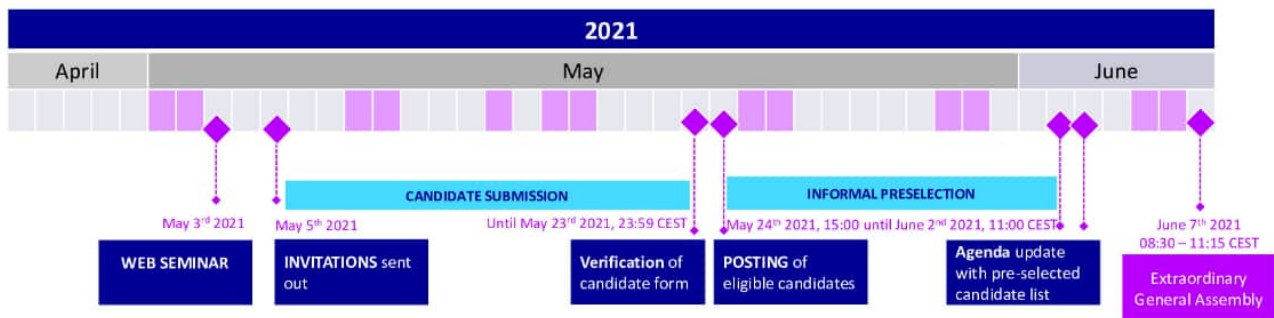 2021
April
May
June
CANDIDATE SUBMISSION
INFORMAL PRESELECTION
May 3rd 2021
May 5th 2021
Until May 23rd 2021, 23:59 CEST
May 24th 2021, 15:00 until June 2nd 2021, 11:00 CEST
June 7th 2021
08:30 – 11:15 CEST
WEB SEMINAR
INVITATIONS sent
out
Verification of
candidate form
POSTING of
eligible candidates
Agenda update
with pre-selected
candidate list
Extraordinary
General Assembly